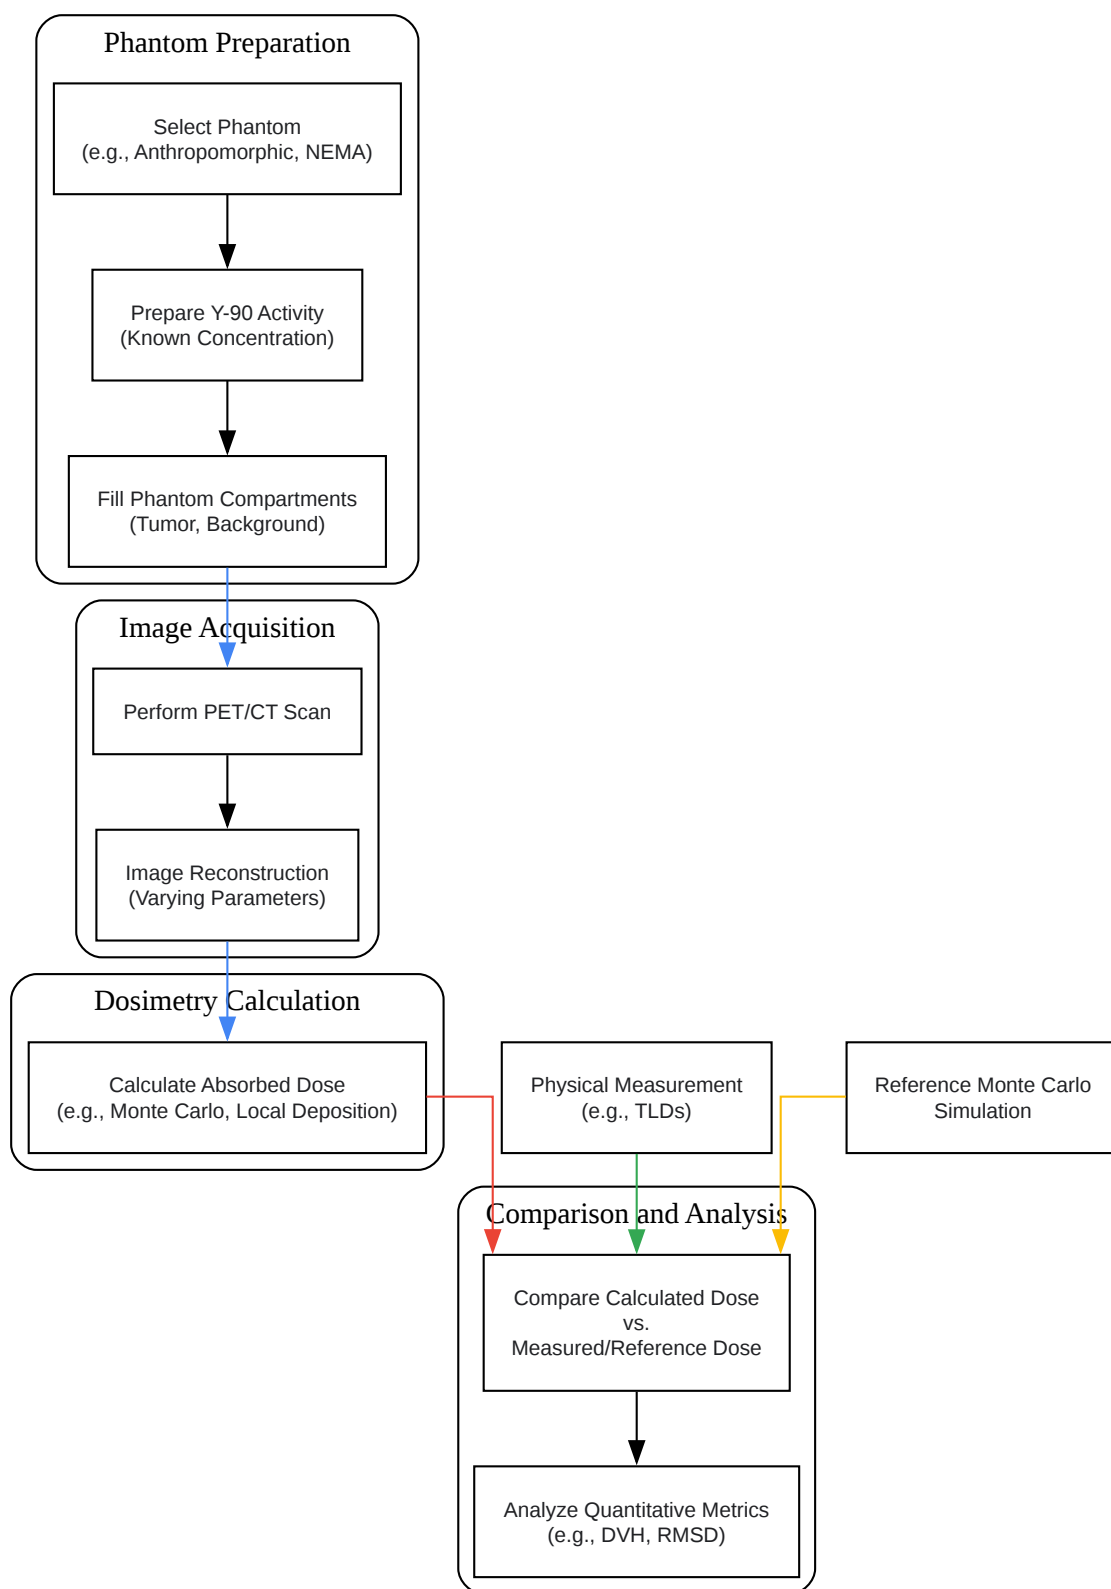 Phantom Preparation
Select Phantom
(e.g., Anthropomorphic, NEMA)
Prepare Y-90 Activity
(Known Concentration)
Fill Phantom Compartments
(Tumor, Background)
Image Acquisition
Perform PET/CT Scan
Image Reconstruction
(Varying Parameters)
Dosimetry Calculation
Calculate Absorbed Dose
(e.g., Monte Carlo, Local Deposition)
Physical Measurement
(e.g., TLDs)
Reference Monte Carlo
Simulation
Comparison and Analysis
Compare Calculated Dose
vs.
Measured/Reference Dose
Analyze Quantitative Metrics
(e.g., DVH, RMSD)